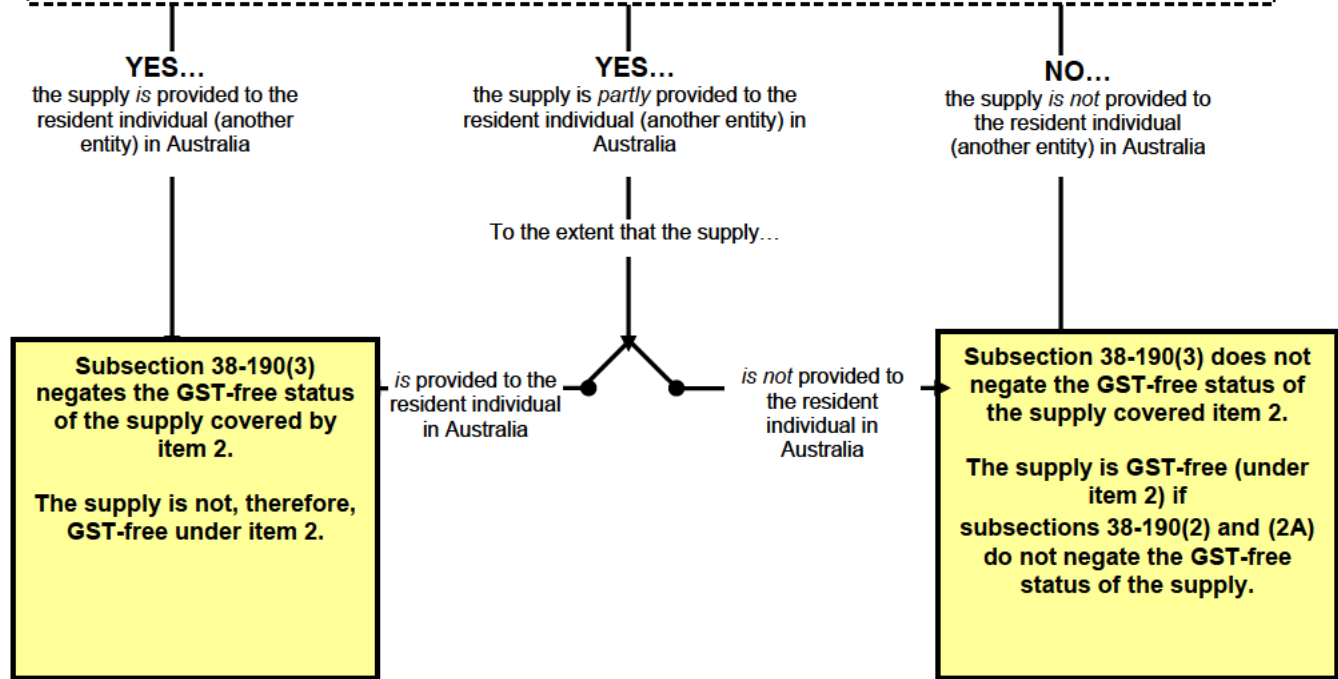 YES…
the supply is provided to the
resident individual (another
entity) in Australia
YES…
the supply is partly provided to the
resident individual (another entity) in
Australia
NO…
the supply is not provided to
the resident individual
(another entity) in Australia
To the extent that the supply…
Subsection 38-190(3)
negates the GST-free status
of the supply covered by
item 2.
The supply is not, therefore,
GST-free under item 2.
is provided to the
resident individual
in Australia
is not provided to
the resident
individual in
Australia
Subsection 38-190(3) does not
negate the GST-free status of
the supply covered item 2.
The supply is GST-free (under
item 2) if
subsections 38-190(2) and (2A)
do not negate the GST-free
status of the supply.